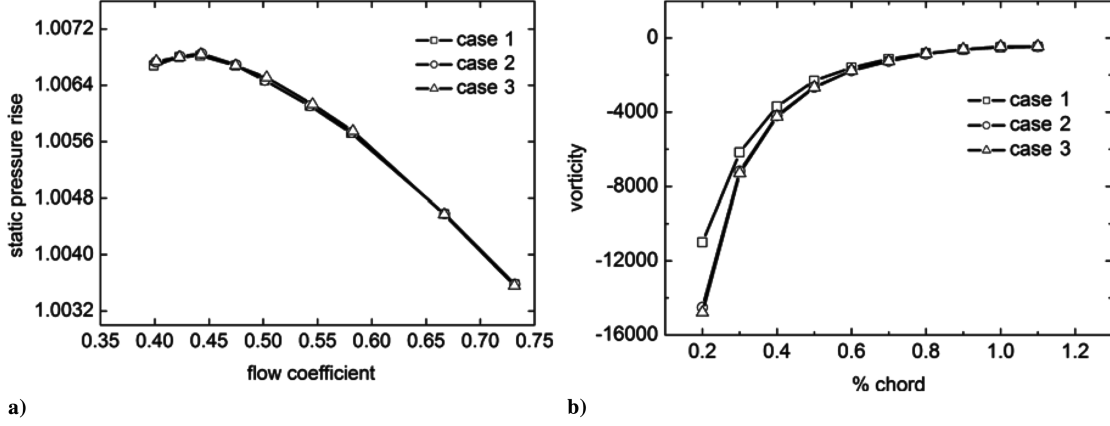 1.0072
1.0064
1.0056
1.0048
1.0040
1.0032
static pressure rise
case 1
case 2
case 3
0.35 0.40 0.45 0.50 0.55 0.60 0.65 0.70 0.75
flow coefficient
a)
0
-4000
-8000
-12000
-16000
vorticity
case 1
case 2
case 3
0.2 0.4 0.6 0.8 1.0 1.2
% chord
b)